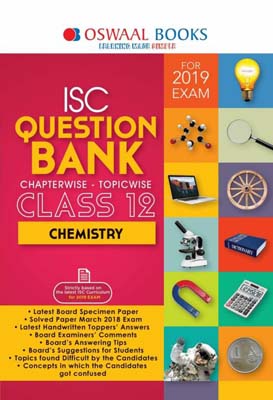 OSWAAL BOOKS
LEARNING MADE SIMPLE
FOR
2019
EXAM
ISC
QUESTION
BANK
CHAPTERWISE - TOPICWISE
CLASS 12
CHEMISTRY
Strictly based on
the latest ISC Curriculum
for 2019 EXAM
• Latest Board Specimen Paper
• Solved Paper March 2018 Exam
• Latest Handwritten Toppers' Answers
• Board Examiners' Comments
• Board's Answering Tips
• Board's Suggestions for Students
• Topics found Difficult by the Candidates
• Concepts in which the Candidates
got confused
DICTIONARY